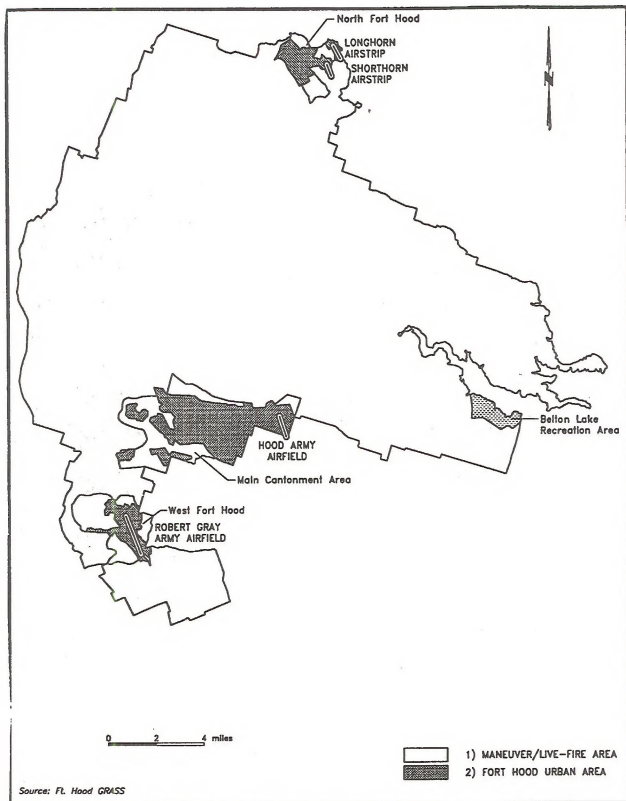 North Fort Hood
LONGHORN
AIRSTRIP
SHORTHORN
AIRSTRIP
N
Belton Lake
Recreation Area
HOOD ARMY
AIRFIELD
Main Cantonment Area
West Fort Hood
ROBERT GRAY
ARMY AIRFIELD
0 2 4 miles
1) MANEUVER/LIVE-FIRE AREA
2) FORT HOOD URBAN AREA
Source: Ft. Hood GRASS